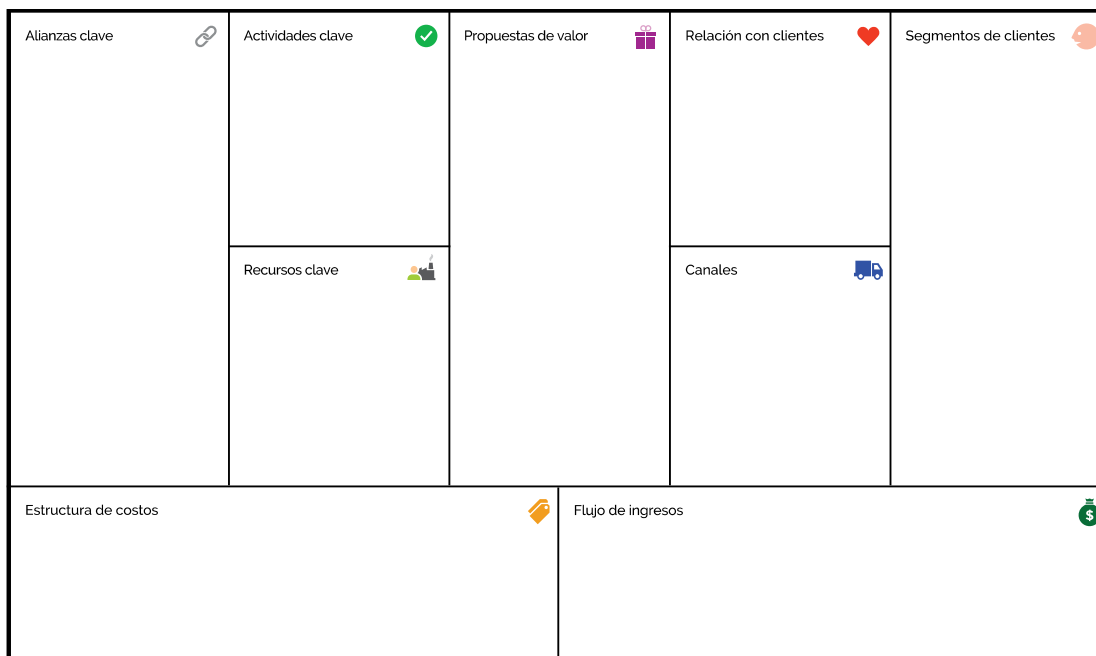 Alianzas clave
Actividades clave
Propuestas de valor
Relación con clientes
Segmentos de clientes
Recursos clave
Canales
Estructura de costos
Flujo de ingresos
$